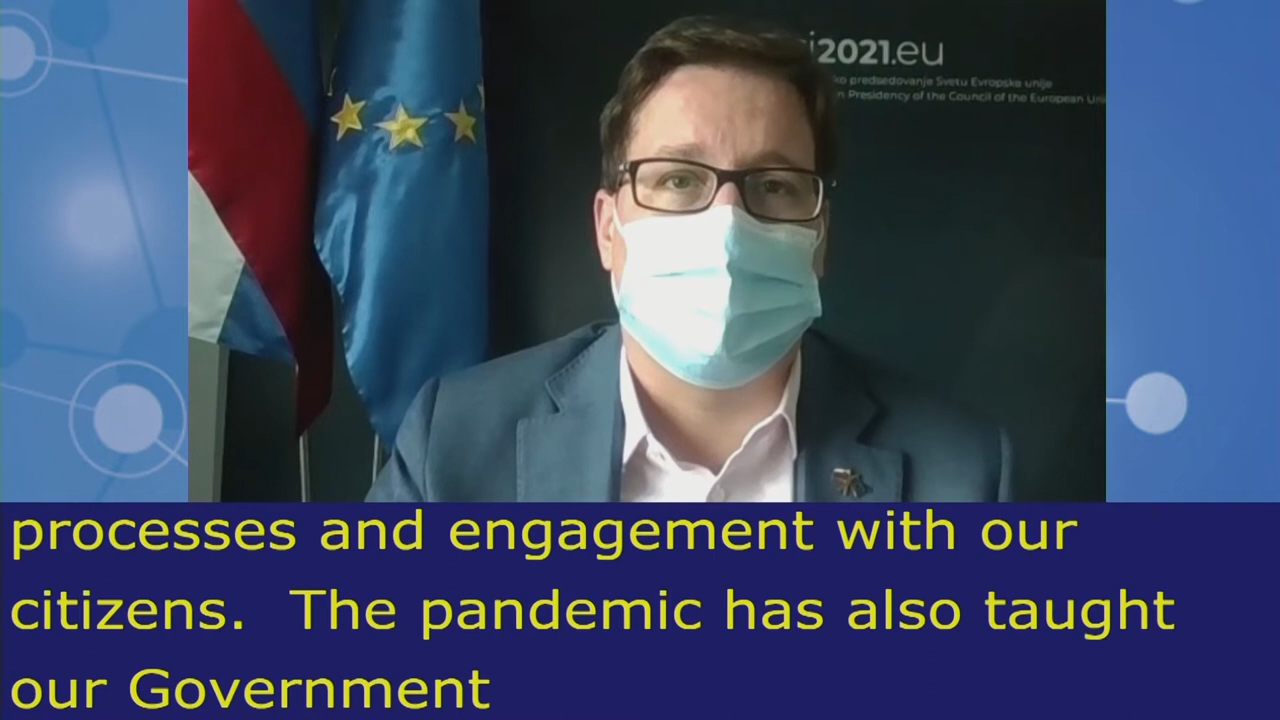 i2021.eu
ko predsedovanje Svetu Evropske unije
n Presidency of the Council of the European Uni
processes and engagement with our
citizens. The pandemic has also taught
our Government